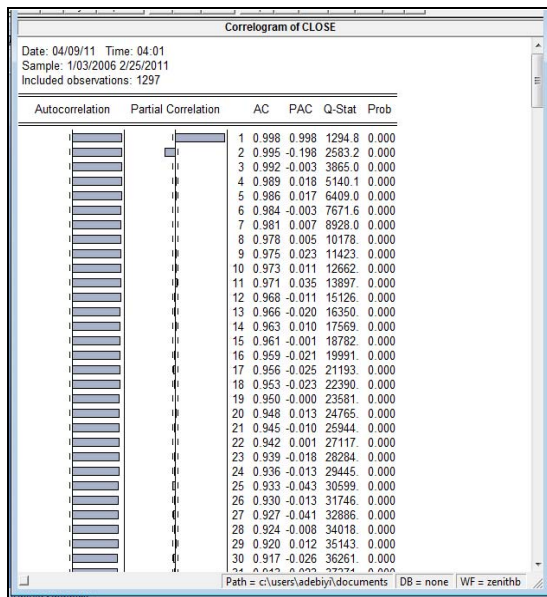 Correlogram of CLOSE
Date: 04/09/11 Time: 04:01
Sample: 1/03/2006 2/25/2011
Included observations: 1297
Autocorrelation Partial Correlation AC PAC Q-Stat Prob
1 0.998 0.998 1294.8 0.000
2 0.995 -0.198 2583.2 0.000
3 0.992 -0.003 3865.0 0.000
4 0.989 0.018 5140.1 0.000
5 0.986 0.017 6409.0 0.000
6 0.984 -0.003 7671.6 0.000
7 0.981 0.007 8928.0 0.000
8 0.978 0.005 10178. 0.000
9 0.975 0.023 11423. 0.000
10 0.973 0.011 12662. 0.000
11 0.971 0.035 13897. 0.000
12 0.968 -0.011 15126. 0.000
13 0.966 -0.020 16350. 0.000
14 0.963 0.010 17569. 0.000
15 0.961 -0.001 18782. 0.000
16 0.959 -0.021 19991. 0.000
17 0.956 -0.025 21193. 0.000
18 0.953 -0.023 22390. 0.000
19 0.950 -0.000 23581. 0.000
20 0.948 0.013 24765. 0.000
21 0.945 -0.010 25944. 0.000
22 0.942 0.001 27117. 0.000
23 0.939 -0.018 28284. 0.000
24 0.936 -0.013 29445. 0.000
25 0.933 -0.043 30599. 0.000
26 0.930 -0.013 31746. 0.000
27 0.927 -0.041 32886. 0.000
28 0.924 -0.008 34018. 0.000
29 0.920 0.012 35143. 0.000
30 0.917 -0.026 36261. 0.000
Path = c:\users\adebiyi\documents DB = none WF = zenithb